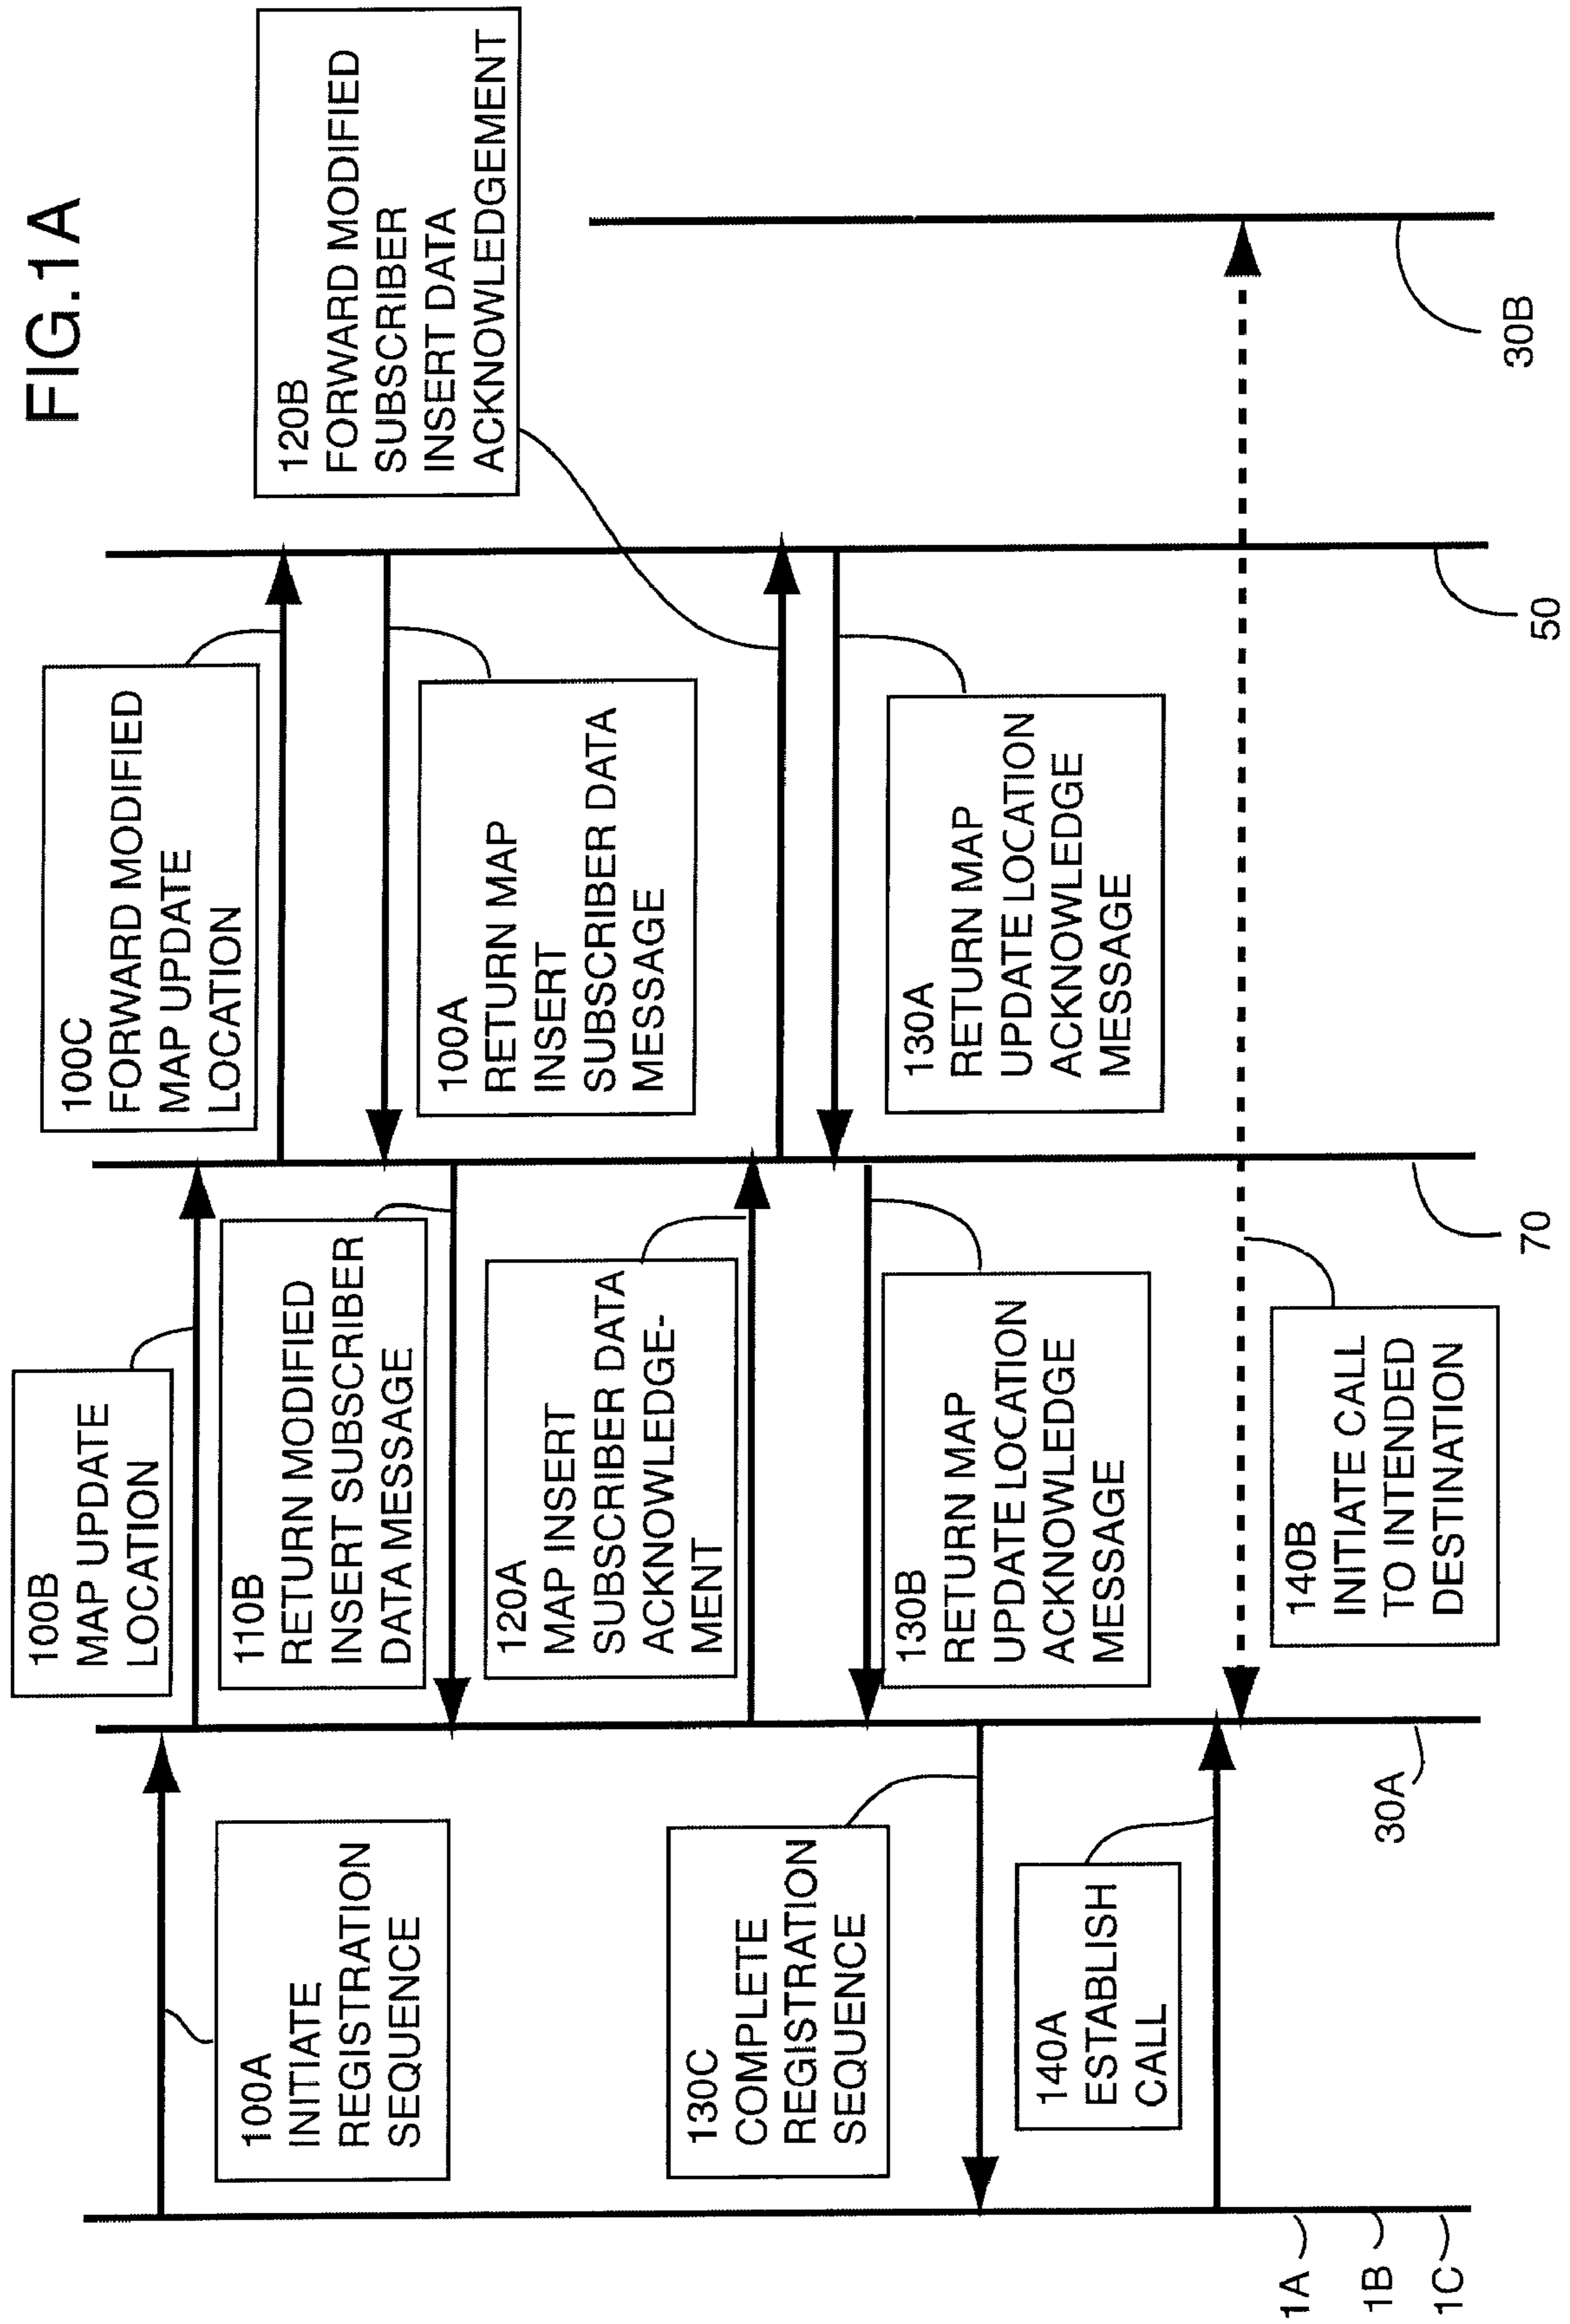 FIG.1A
100B
MAP UPDATE
LOCATION
100C
FORWARD MODIFIED
MAP UPDATE
LOCATION
120B
FORWARD MODIFIED
SUBSCRIBER
INSERT DATA
ACKNOWLEDGEMENT
100A
INITIATE
REGISTRATION
SEQUENCE
110B
RETURN MODIFIED
INSERT SUBSCRIBER
DATA MESSAGE
100A
RETURN MAP
INSERT
SUBSCRIBER DATA
MESSAGE
120A
MAP INSERT
SUBSCRIBER DATA
ACKNOWLEDGE-
MENT
130C
COMPLETE
REGISTRATION
SEQUENCE
130B
RETURN MAP
UPDATE LOCATION
ACKNOWLEDGE
MESSAGE
130A
RETURN MAP
UPDATE LOCATION
ACKNOWLEDGE
MESSAGE
140A
ESTABLISH
CALL
140B
INITIATE CALL
TO INTENDED
DESTINATION
1A
1B
1C
30A
70
50
30B